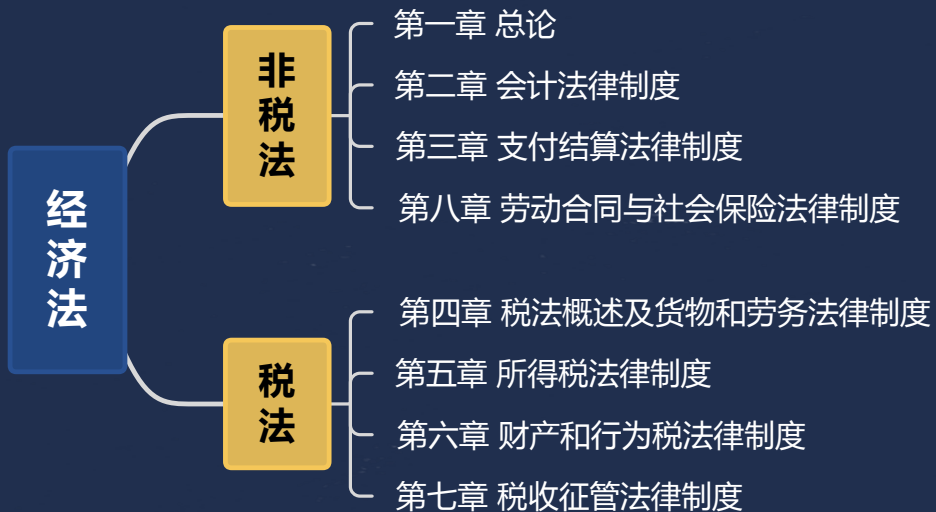 经济法
非税法
第一章 总论
第二章 会计法律制度
第三章 支付结算法律制度
第八章 劳动合同与社会保险法律制度
税法
第四章 税法概述及货物和劳务法律制度
第五章 所得税法律制度
第六章 财产和行为税法律制度
第七章 税收征管法律制度